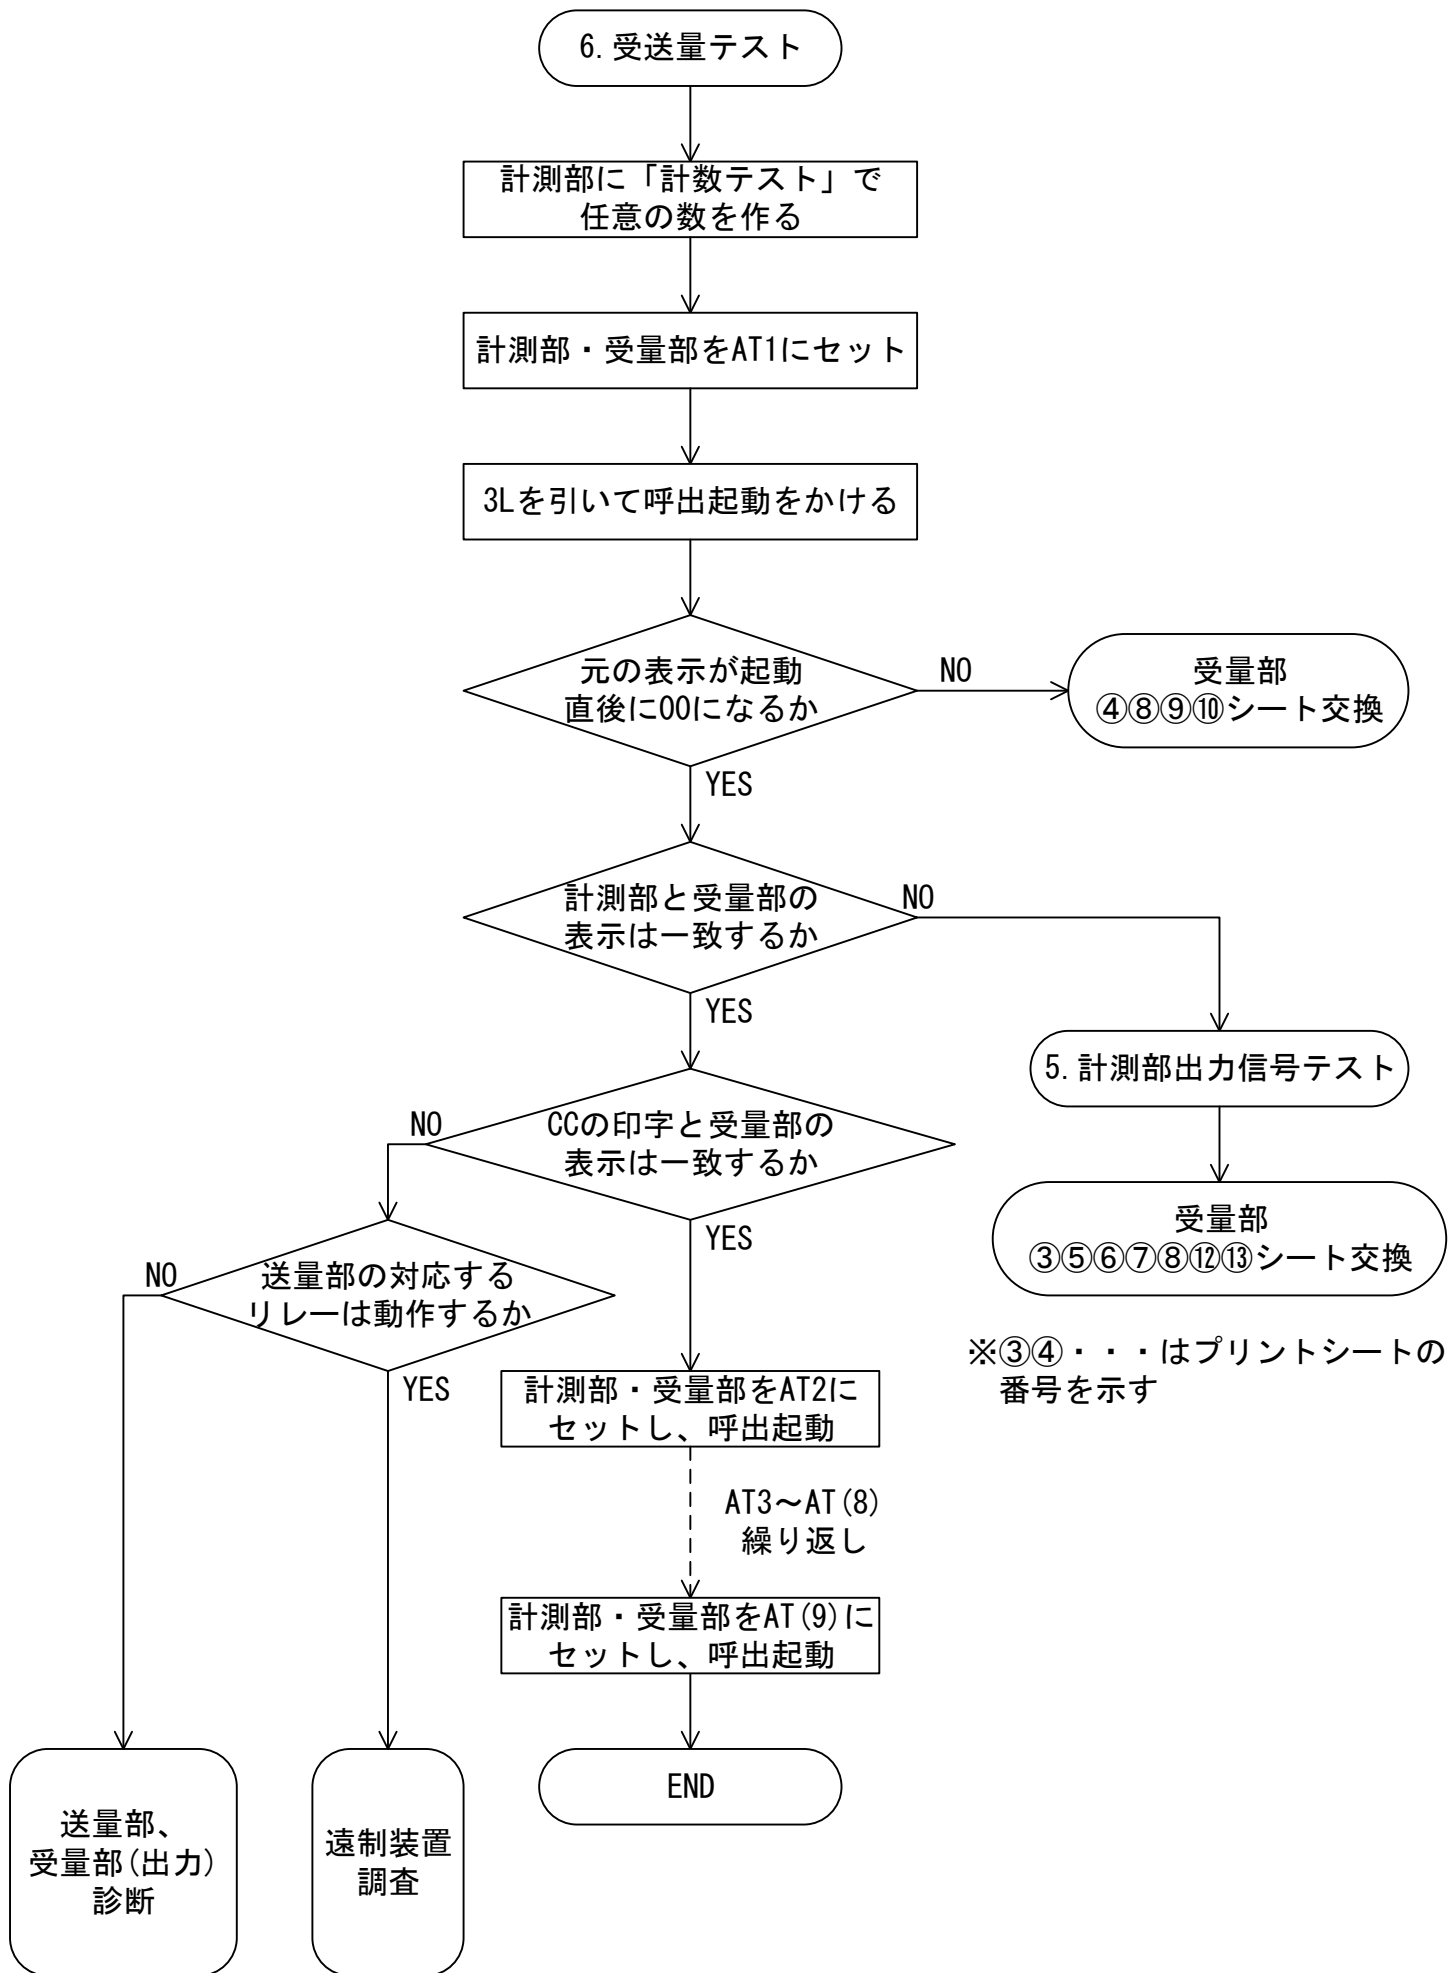 6.受送量テスト
計測部に「計数テスト」で
任意の数を作る
計測部・受量部をAT1にセット
3Lを引いて呼出起動をかける
元の表示が起動
直後に00になるか
NO
受量部
④⑧⑨⑩シート交換
YES
計測部と受量部の
表示は一致するか
NO
YES
5.計測部出力信号テスト
受量部
③⑤⑥⑦⑧⑫⑬シート交換
※③④・・・はプリントシートの
番号を示す
CCの印字と受量部の
表示は一致するか
NO
YES
送量部の対応する
リレーは動作するか
NO
YES
計測部・受量部をAT2に
セットし、呼出起動
AT3～AT(8)
繰り返し
計測部・受量部をAT(9)に
セットし、呼出起動
END
送量部、
受量部(出力)
診断
遠制装置
調査